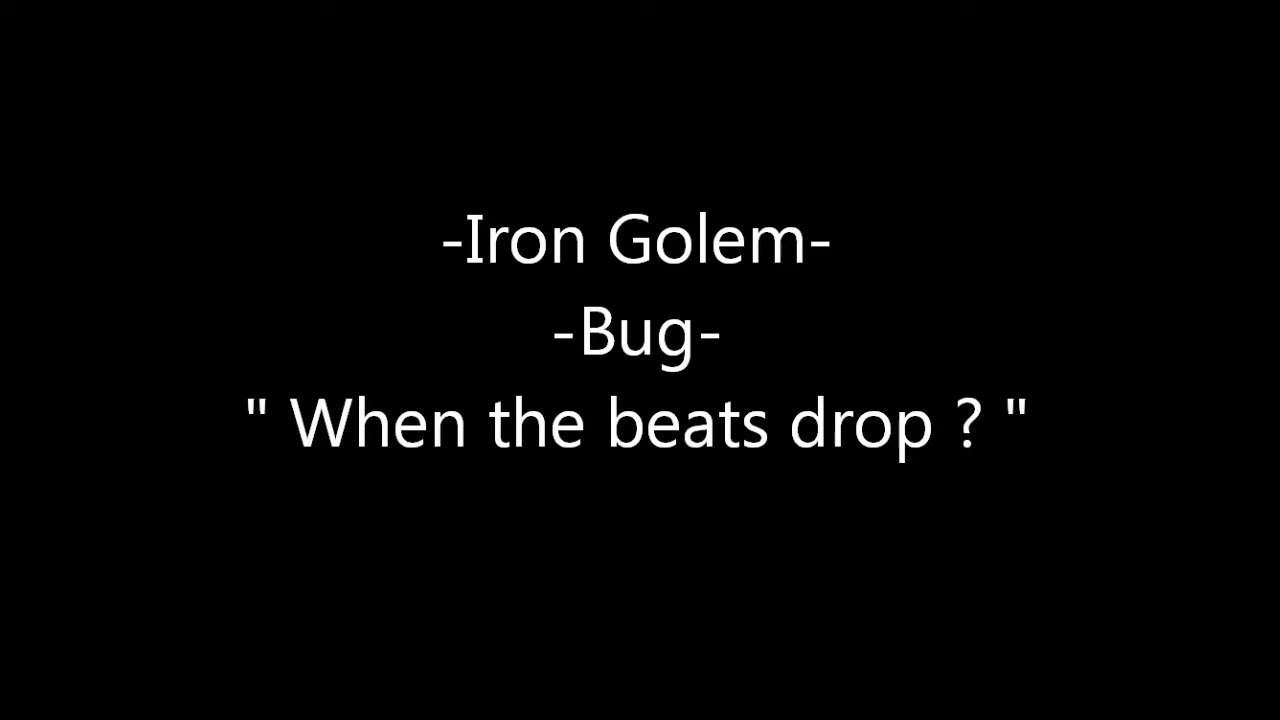 -Iron Golem-
-Bug-
" When the beats drop ? "